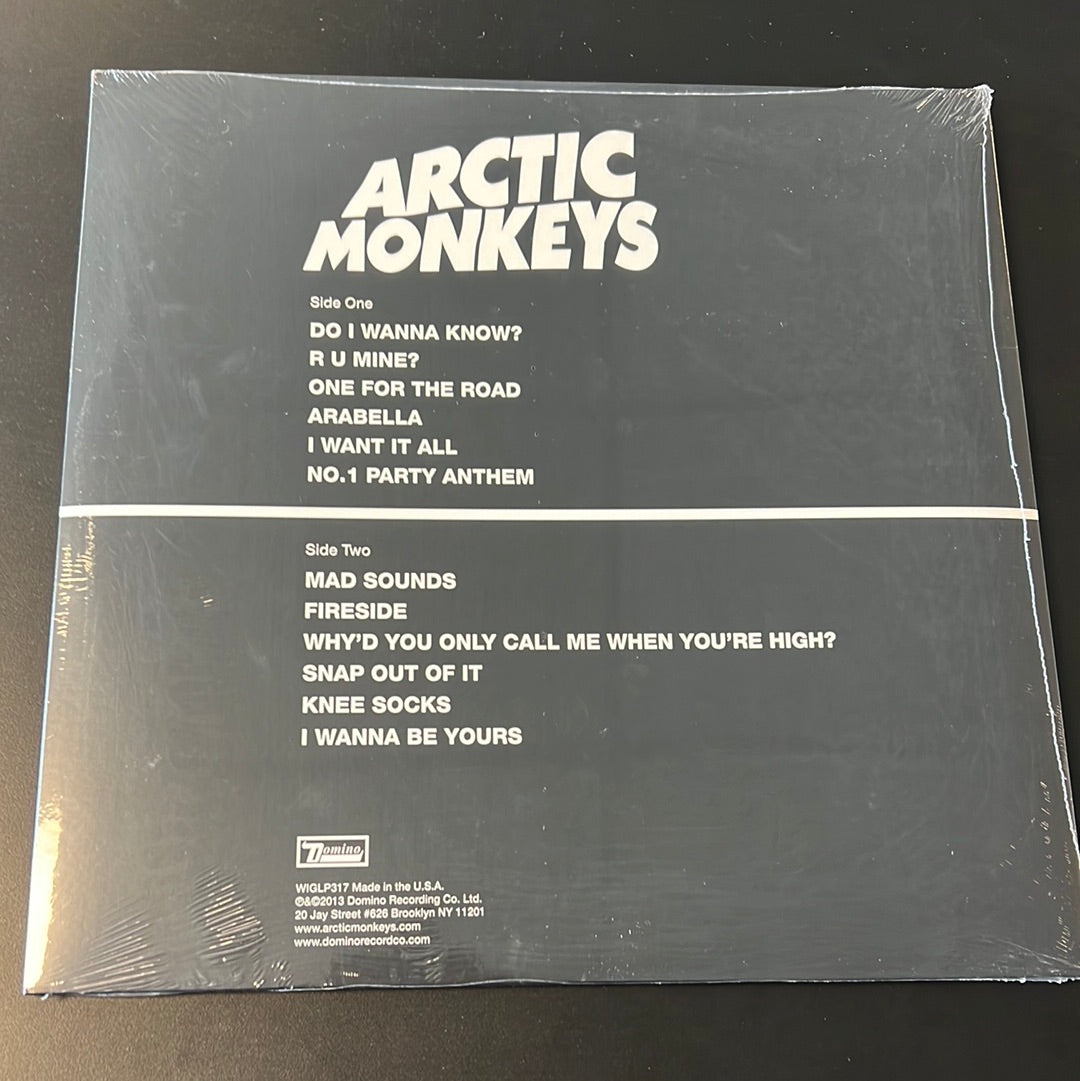 ARCTIC
MONKEYS
Side One
DO I WANNA KNOW?
R U MINE?
ONE FOR THE ROAD
ARABELLA
I WANT IT ALL
NO.1 PARTY ANTHEM
Side Two
MAD SOUNDS
FIRESIDE
WHY'D YOU ONLY CALL ME WHEN YOU'RE HIGH?
SNAP OUT OF IT
KNEE SOCKS
I WANNA BE YOURS
Domino
WIGLP317 Made in the U.S.A.
℗&©2013 Domino Recording Co. Ltd.
20 Jay Street #626 Brooklyn NY 11201
www.arcticmonkeys.com
www.dominorecordco.com